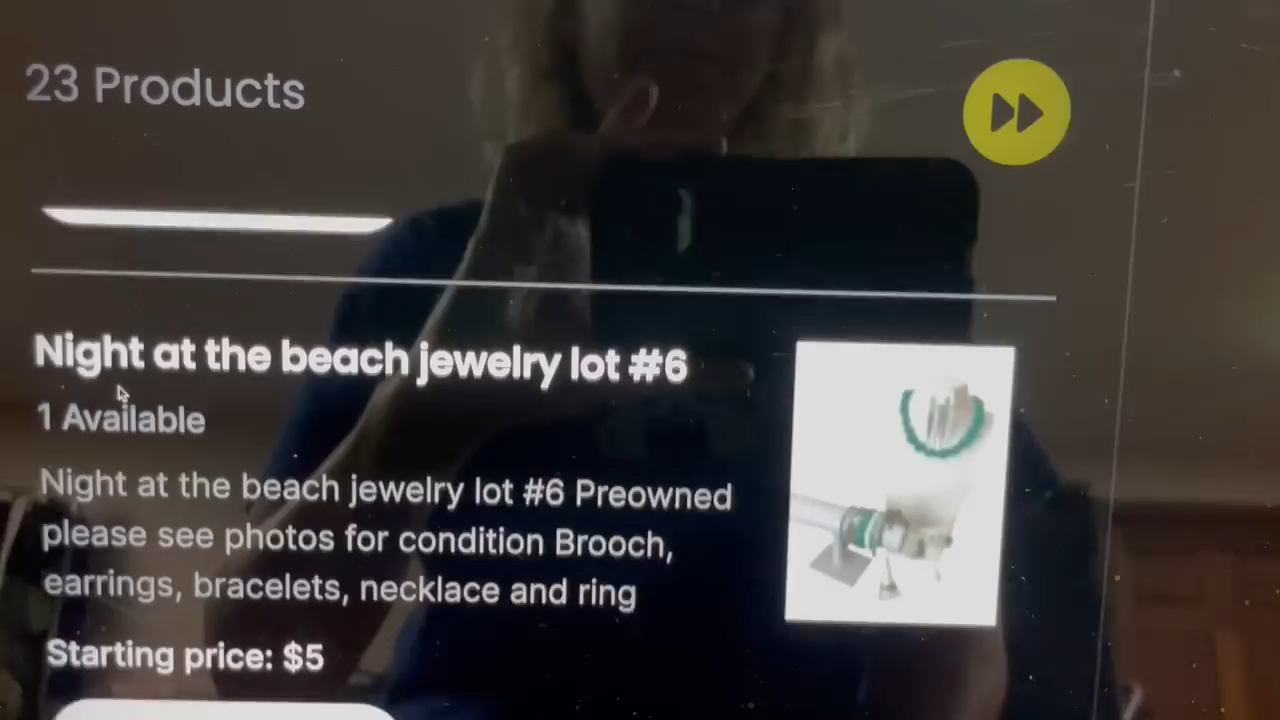 23 Products
Night at the beach jewelry lot #6
1 Available
Night at the beach jewelry lot #6 Preowned
please see photos for condition Brooch,
earrings, bracelets, necklace and ring
Starting price: $5